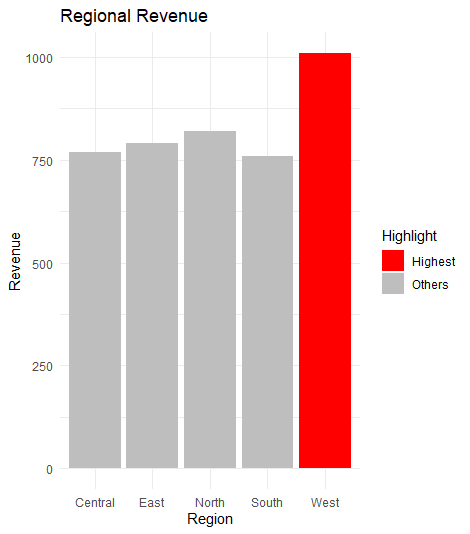 Regional Revenue
1000
750
500
250
0
Revenue
Central East North South West
Region
Highlight
Highest
Others